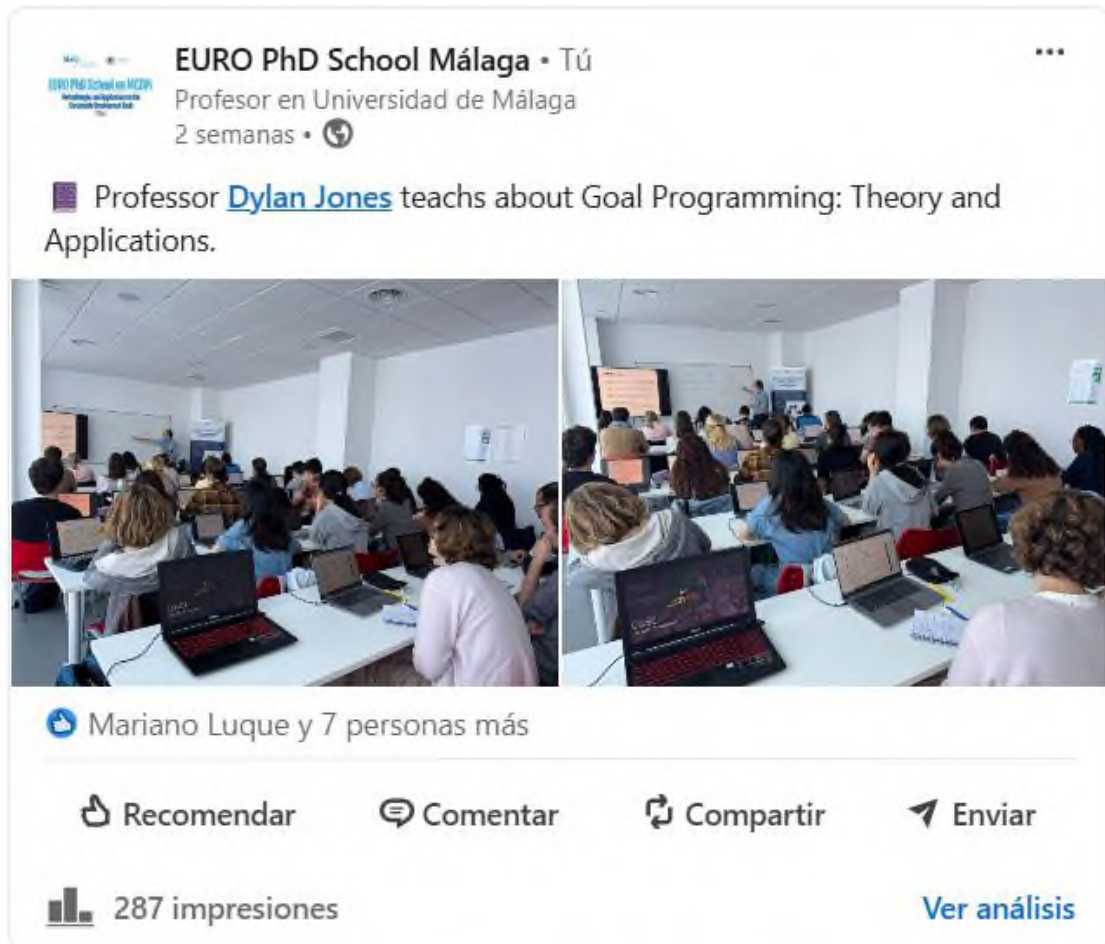 EURO PhD School Málaga • Tú
Profesor en Universidad de Málaga
2 semanas •
Professor Dylan Jones teachs about Goal Programming: Theory and
Applications.
Mariano Luque y 7 personas más
Recomendar Comentar Compartir Enviar
287 impresiones Ver análisis